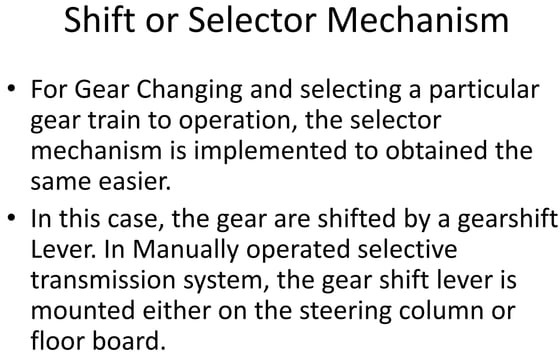 Shift or Selector Mechanism
• For Gear Changing and selecting a particular
gear train to operation, the selector
mechanism is implemented to obtained the
same easier.
• In this case, the gear are shifted by a gearshift
Lever. In Manually operated selective
transmission system, the gear shift lever is
mounted either on the steering column or
floor board.